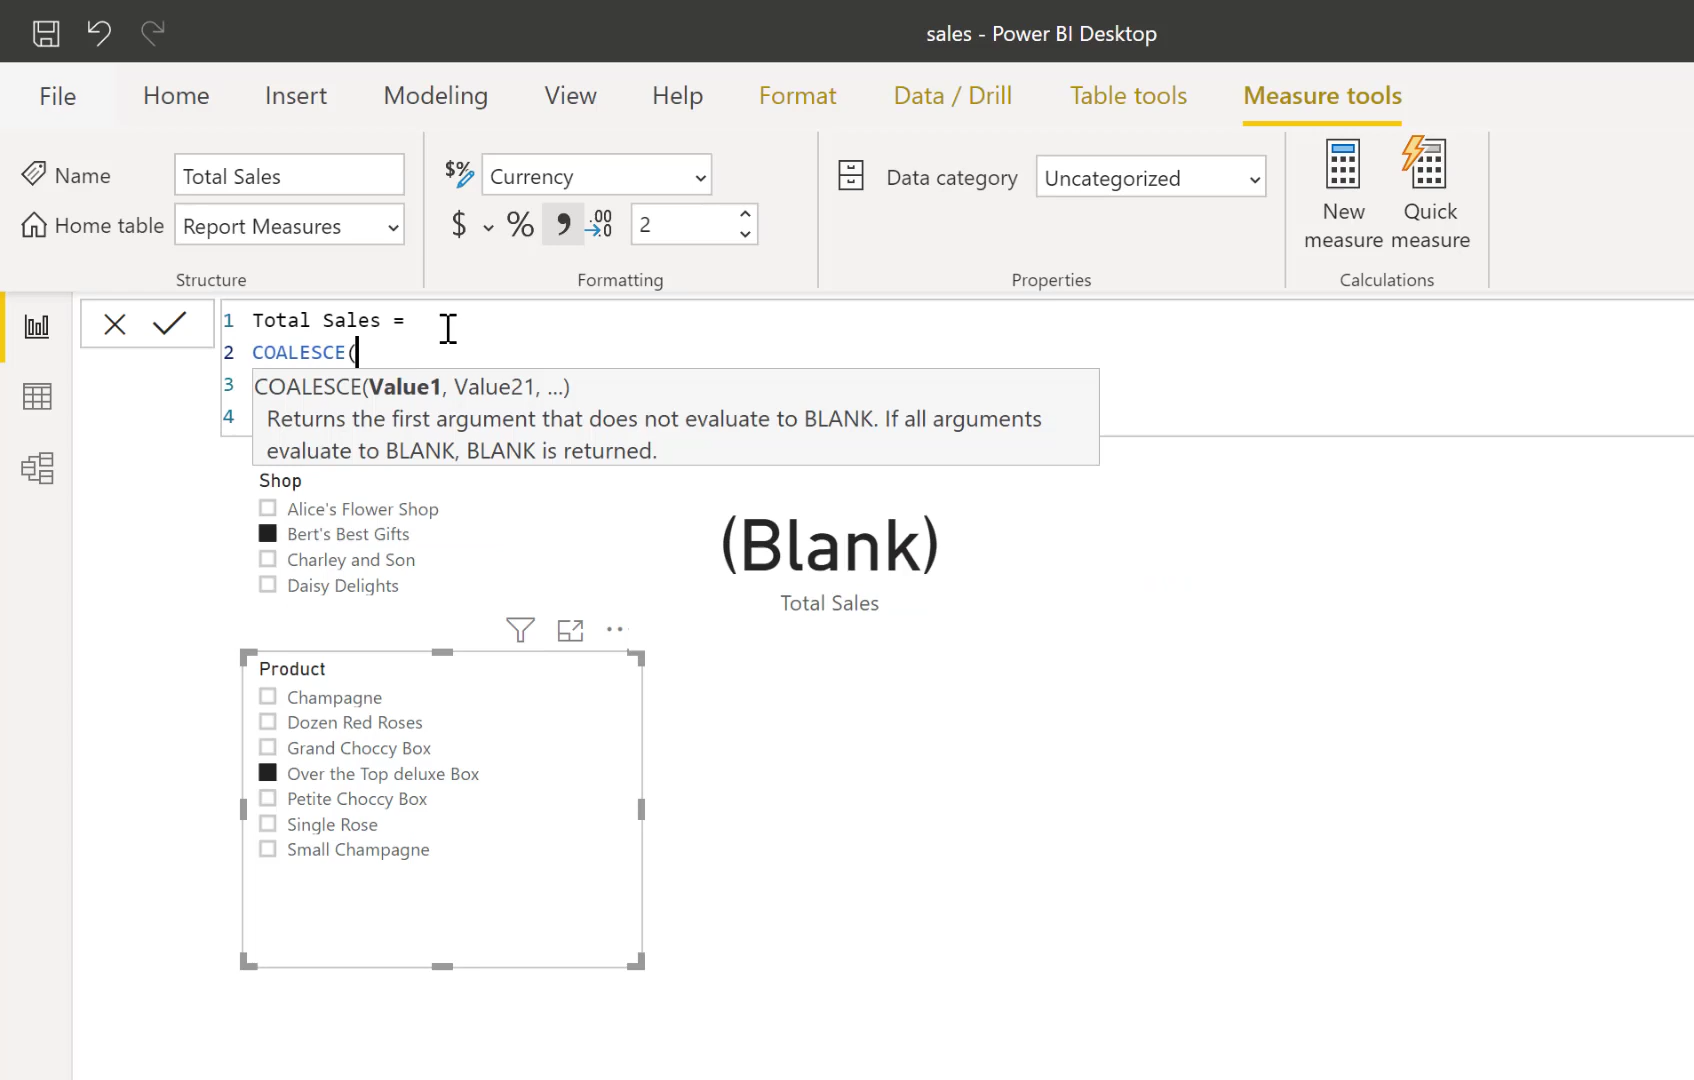 sales - Power BI Desktop
File Home Insert Modeling View Help Format Data / Drill Table tools Measure tools
Name Total Sales
$% Currency
Data category Uncategorized
New measure
Quick measure
Home table Report Measures
$ % , .00 .0 2
Structure Formatting Properties Calculations
1 Total Sales =
2 COALESCE(
3
COALESCE(Value1, Value21, ...)
4
Returns the first argument that does not evaluate to BLANK. If all arguments
evaluate to BLANK, BLANK is returned.
Shop
Alice's Flower Shop
Bert's Best Gifts
Charley and Son
Daisy Delights
(Blank)
Total Sales
Product
Champagne
Dozen Red Roses
Grand Choccy Box
Over the Top deluxe Box
Petite Choccy Box
Single Rose
Small Champagne